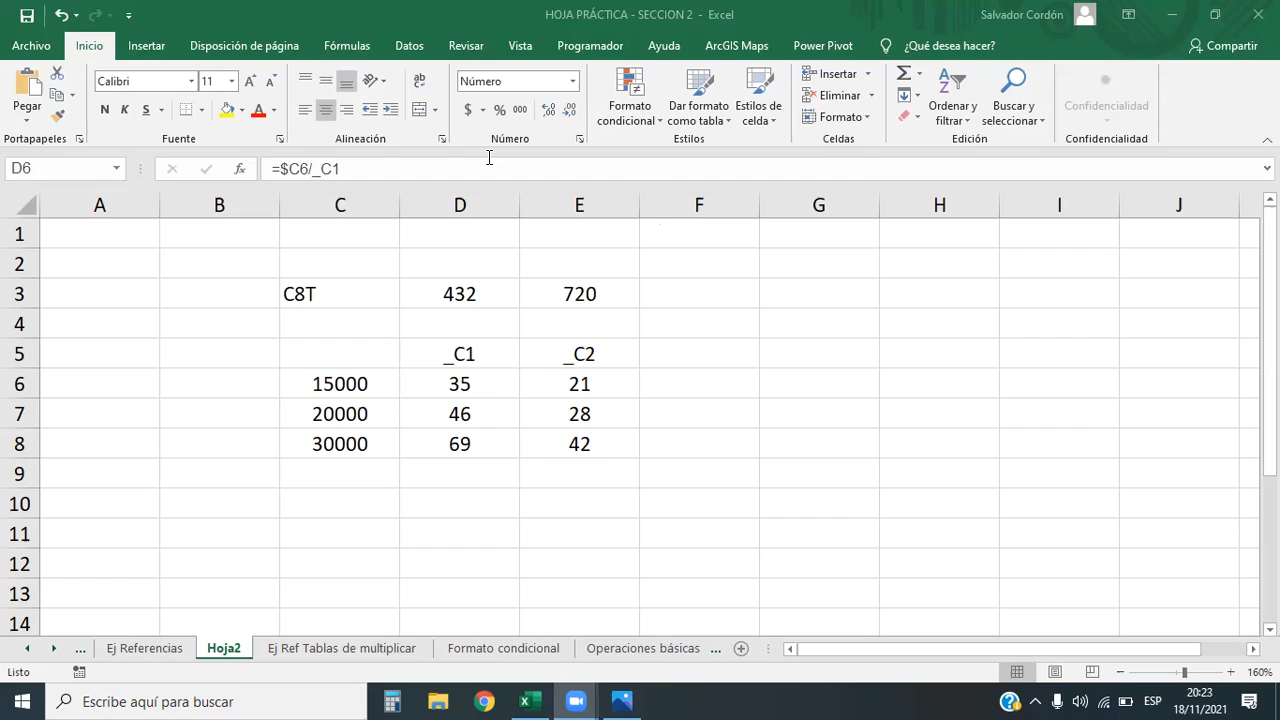 HOJA PRÁCTICA - SECCION 2 - Excel
Salvador Cordón
Archivo Inicio Insertar Disposición de página Fórmulas Datos Revisar Vista Programador Ayuda ArcGIS Maps Power Pivot ¿Qué desea hacer? Compartir
Pegar
Calibri 11
N K S
Número
$ % 000
Formato condicional
Dar formato como tabla
Estilos de celda
Insertar
Eliminar
Formato
Ordenar y filtrar
Buscar y seleccionar
Confidencialidad
Portapapeles Fuente Alineación Número Estilos Celdas Edición Confidencialidad
D6 fx =$C6/_C1
A B C D E F G H I J
1
2
3 C8T 432 720
4
5 _C1 _C2
6 15000 35 21
7 20000 46 28
8 30000 69 42
9
10
11
12
13
14
... Ej Referencias Hoja2 Ej Ref Tablas de multiplicar Formato condicional Operaciones básicas ...
Listo 160%
Escribe aquí para buscar
ESP
20:23
18/11/2021